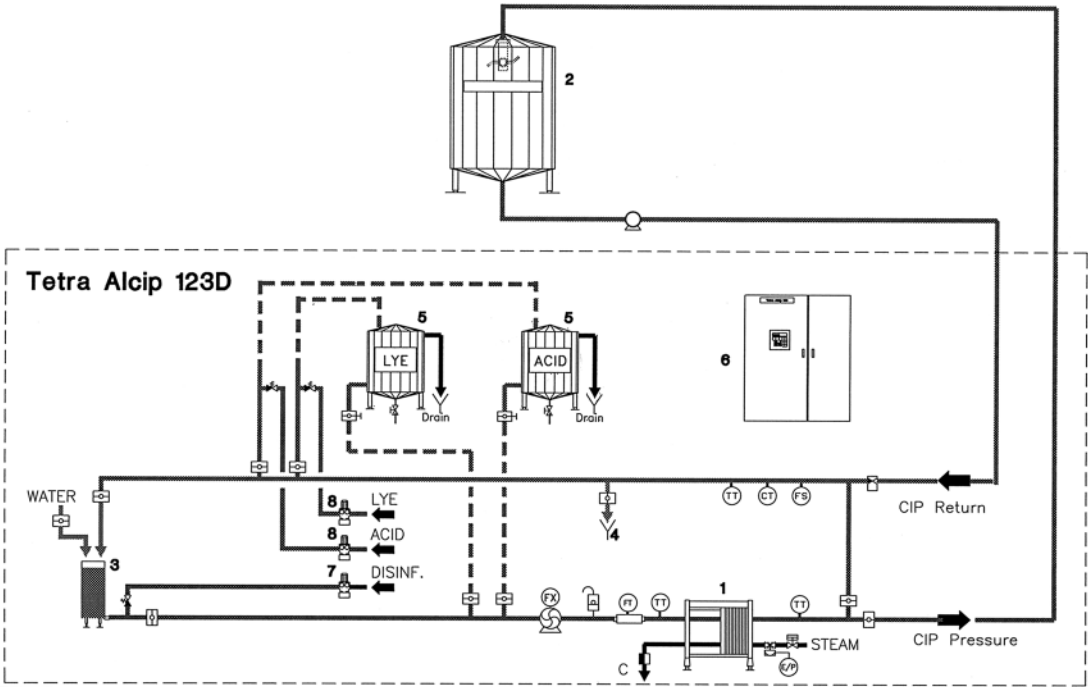 2
Tetra Alcip 123D
5
5
LYE
ACID
6
Drain
Drain
WATER
8
LYE
TT
CT
FS
CIP Return
8
ACID
4
3
7
DISINF.
1
FX
FT
TT
TT
CIP Pressure
STEAM
C
E/P